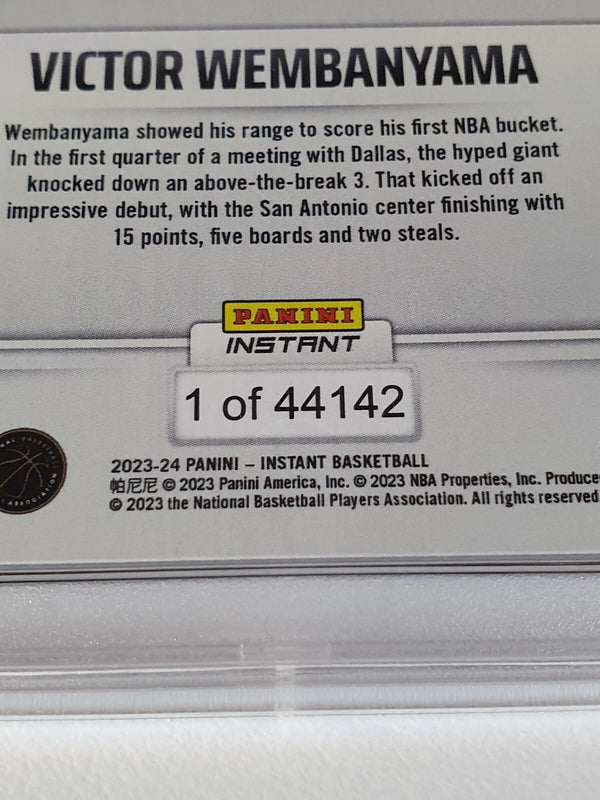 VICTOR WEMBANYAMA
Wembanyama showed his range to score his first NBA bucket.
In the first quarter of a meeting with Dallas, the hyped giant
knocked down an above-the-break 3. That kicked off an
impressive debut, with the San Antonio center finishing with
15 points, five boards and two steals.
PANINI
INSTANT
1 of 44142
2023-24 PANINI – INSTANT BASKETBALL
帕尼尼 © 2023 Panini America, Inc. © 2023 NBA Properties, Inc. Produce
© 2023 the National Basketball Players Association. All rights reserved